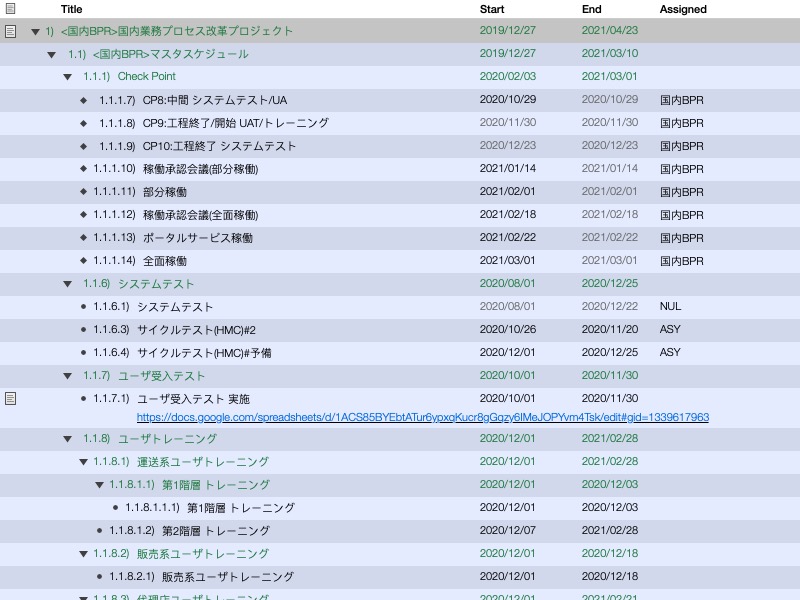 Title Start End Assigned
1) <国内BPR>国内業務プロセス改革プロジェクト 2019/12/27 2021/04/23
1.1) <国内BPR>マスタスケジュール 2019/12/27 2021/03/10
1.1.1) Check Point 2020/02/03 2021/03/01
1.1.1.7) CP8:中間 システムテスト/UA 2020/10/29 2020/10/29 国内BPR
1.1.1.8) CP9:工程終了/開始 UAT/トレーニング 2020/11/30 2020/11/30 国内BPR
1.1.1.9) CP10:工程終了 システムテスト 2020/12/23 2020/12/23 国内BPR
1.1.1.10) 稼働承認会議(部分稼働) 2021/01/14 2021/01/14 国内BPR
1.1.1.11) 部分稼働 2021/02/01 2021/02/01 国内BPR
1.1.1.12) 稼働承認会議(全面稼働) 2021/02/18 2021/02/18 国内BPR
1.1.1.13) ポータルサービス稼働 2021/02/22 2021/02/22 国内BPR
1.1.1.14) 全面稼働 2021/03/01 2021/03/01 国内BPR
1.1.6) システムテスト 2020/08/01 2020/12/25
1.1.6.1) システムテスト 2020/08/01 2020/12/22 NUL
1.1.6.3) サイクルテスト(HMC)#2 2020/10/26 2020/11/20 ASY
1.1.6.4) サイクルテスト(HMC)#予備 2020/12/01 2020/12/25 ASY
1.1.7) ユーザ受入テスト 2020/10/01 2020/11/30
1.1.7.1) ユーザ受入テスト 実施 2020/10/01 2020/11/30
https://docs.google.com/spreadsheets/d/1ACS85BYEbtATur6ypxqKucr8gGqzy6IMeJOPYvm4Tsk/edit#gid=1339617963
1.1.8) ユーザトレーニング 2020/12/01 2021/02/28
1.1.8.1) 運送系ユーザトレーニング 2020/12/01 2021/02/28
1.1.8.1.1) 第1階層 トレーニング 2020/12/01 2020/12/03
1.1.8.1.1.1) 第1階層 トレーニング 2020/12/01 2020/12/03
1.1.8.1.2) 第2階層 トレーニング 2020/12/07 2021/02/28
1.1.8.2) 販売系ユーザトレーニング 2020/12/01 2020/12/18
1.1.8.2.1) 販売系ユーザトレーニング 2020/12/01 2020/12/18
1.1.8.3) 代理店ユーザトレーニング 2020/12/01 2021/02/21